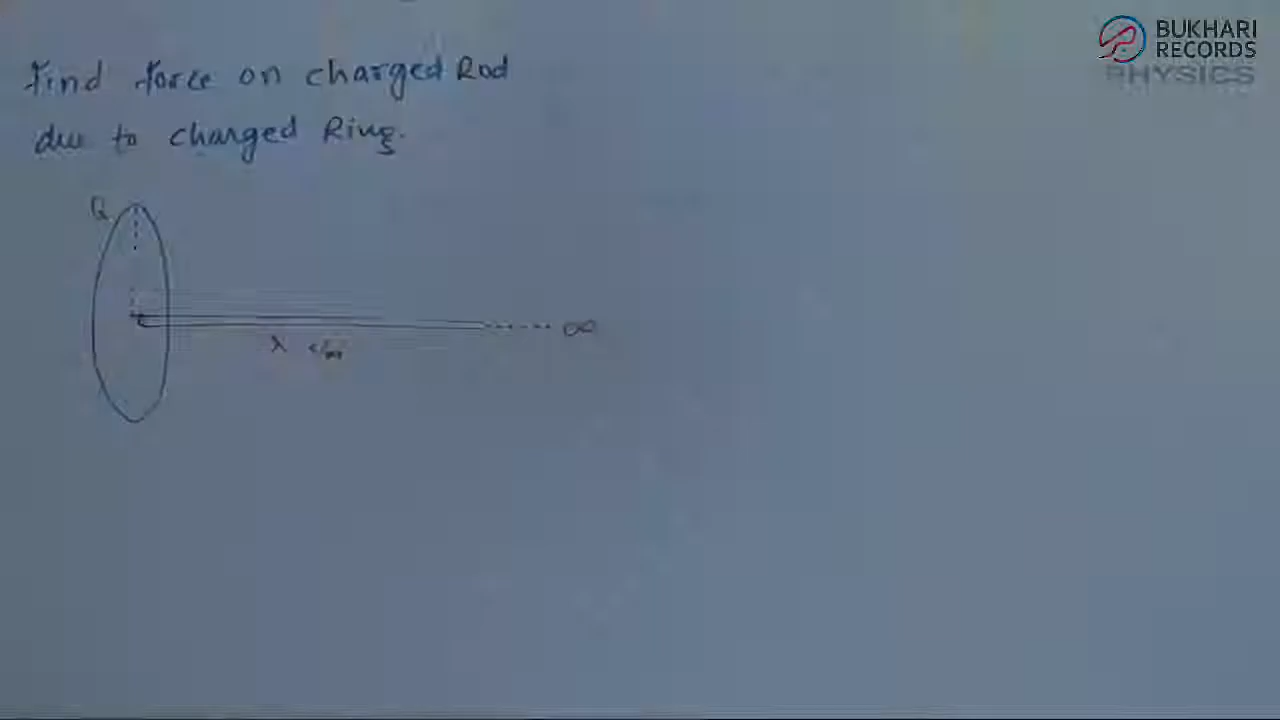 Find force on charged Rod
due to charged Ring.
Q
λ c/m
∞
BUKHARI
RECORDS
PHYSICS